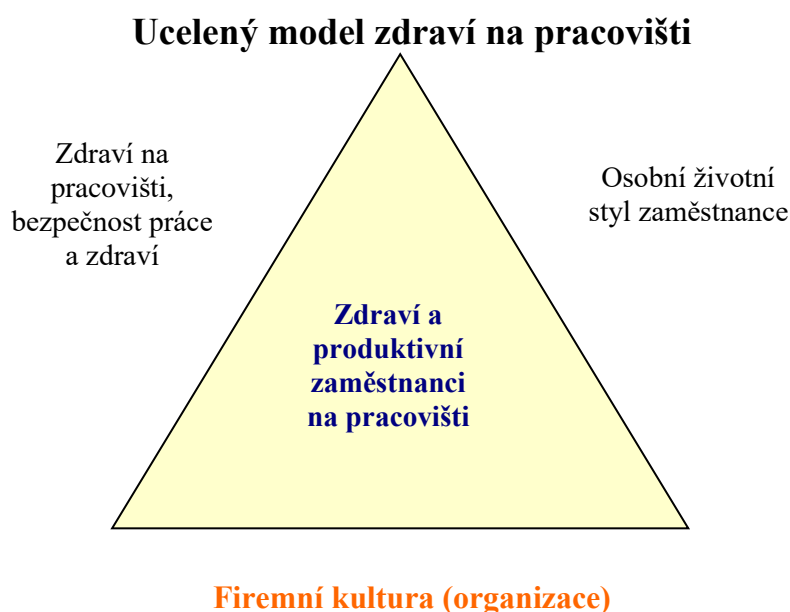 Ucelený model zdraví na pracovišti
Zdraví na
pracovišti,
bezpečnost práce
a zdraví
Osobní životní
styl zaměstnance
Zdraví a
produktivní
zaměstnanci
na pracovišti
Firemní kultura (organizace)